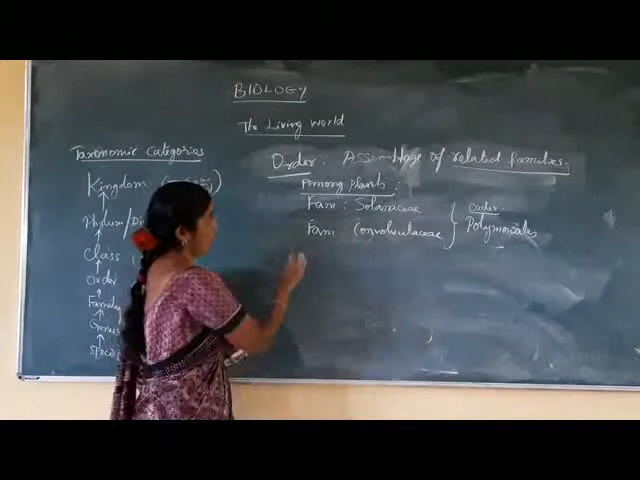 BIOLOGY
The Living World
Taxonomic Categories
Kingdom
Phylum/Di
Class
Order
Family
Genus
Species
Order: Assemblage of related families.
Among Plants:
Fam: Solanaceae
Fam: Convolvulaceae
Order
Polymoniales